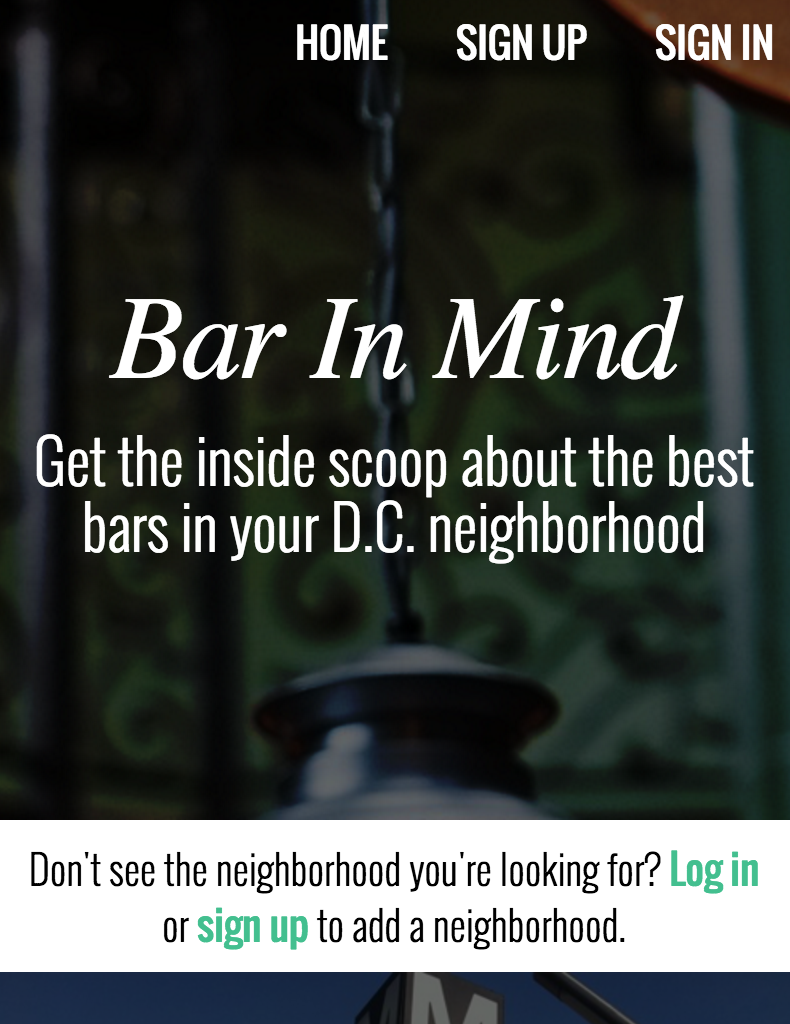 HOME SIGN UP SIGN IN
Bar In Mind
Get the inside scoop about the best
bars in your D.C. neighborhood
Don't see the neighborhood you're looking for? Log in
or sign up to add a neighborhood.
M